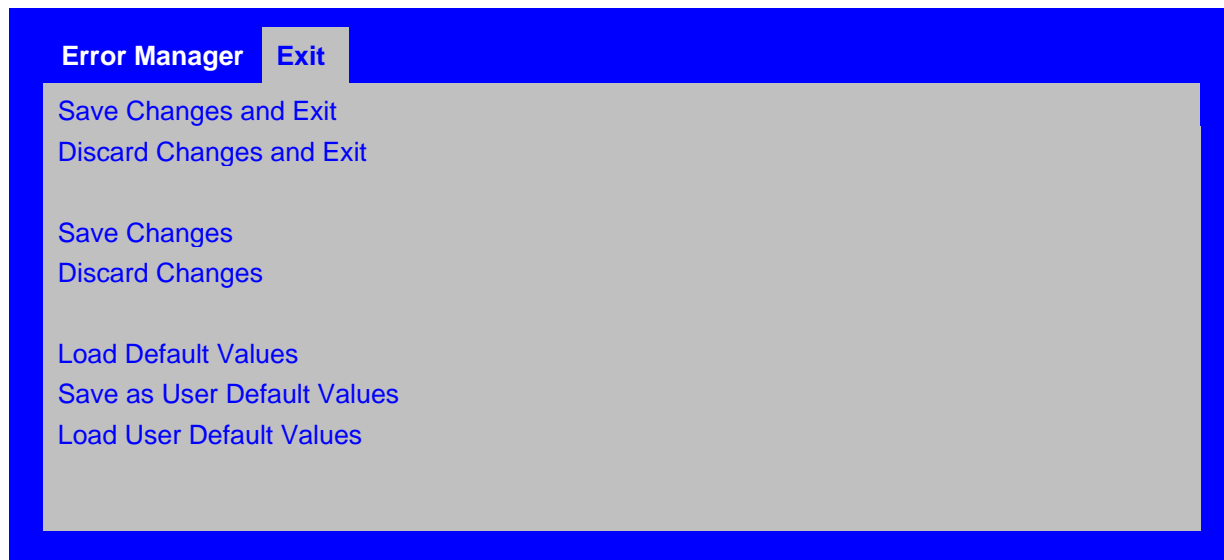 Error Manager Exit
Save Changes and Exit
Discard Changes and Exit
Save Changes
Discard Changes
Load Default Values
Save as User Default Values
Load User Default Values